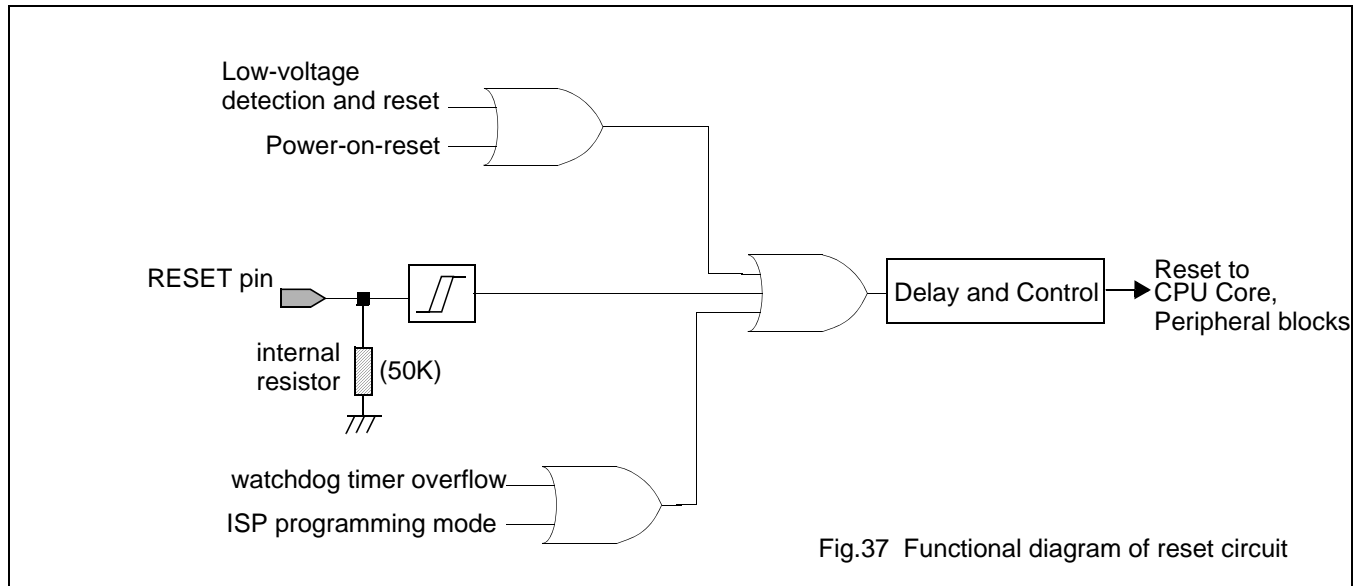 Low-voltage
detection and reset
Power-on-reset
RESET pin
internal
resistor
(50K)
Delay and Control
Reset to
CPU Core,
Peripheral blocks
watchdog timer overflow
ISP programming mode
Fig.37 Functional diagram of reset circuit